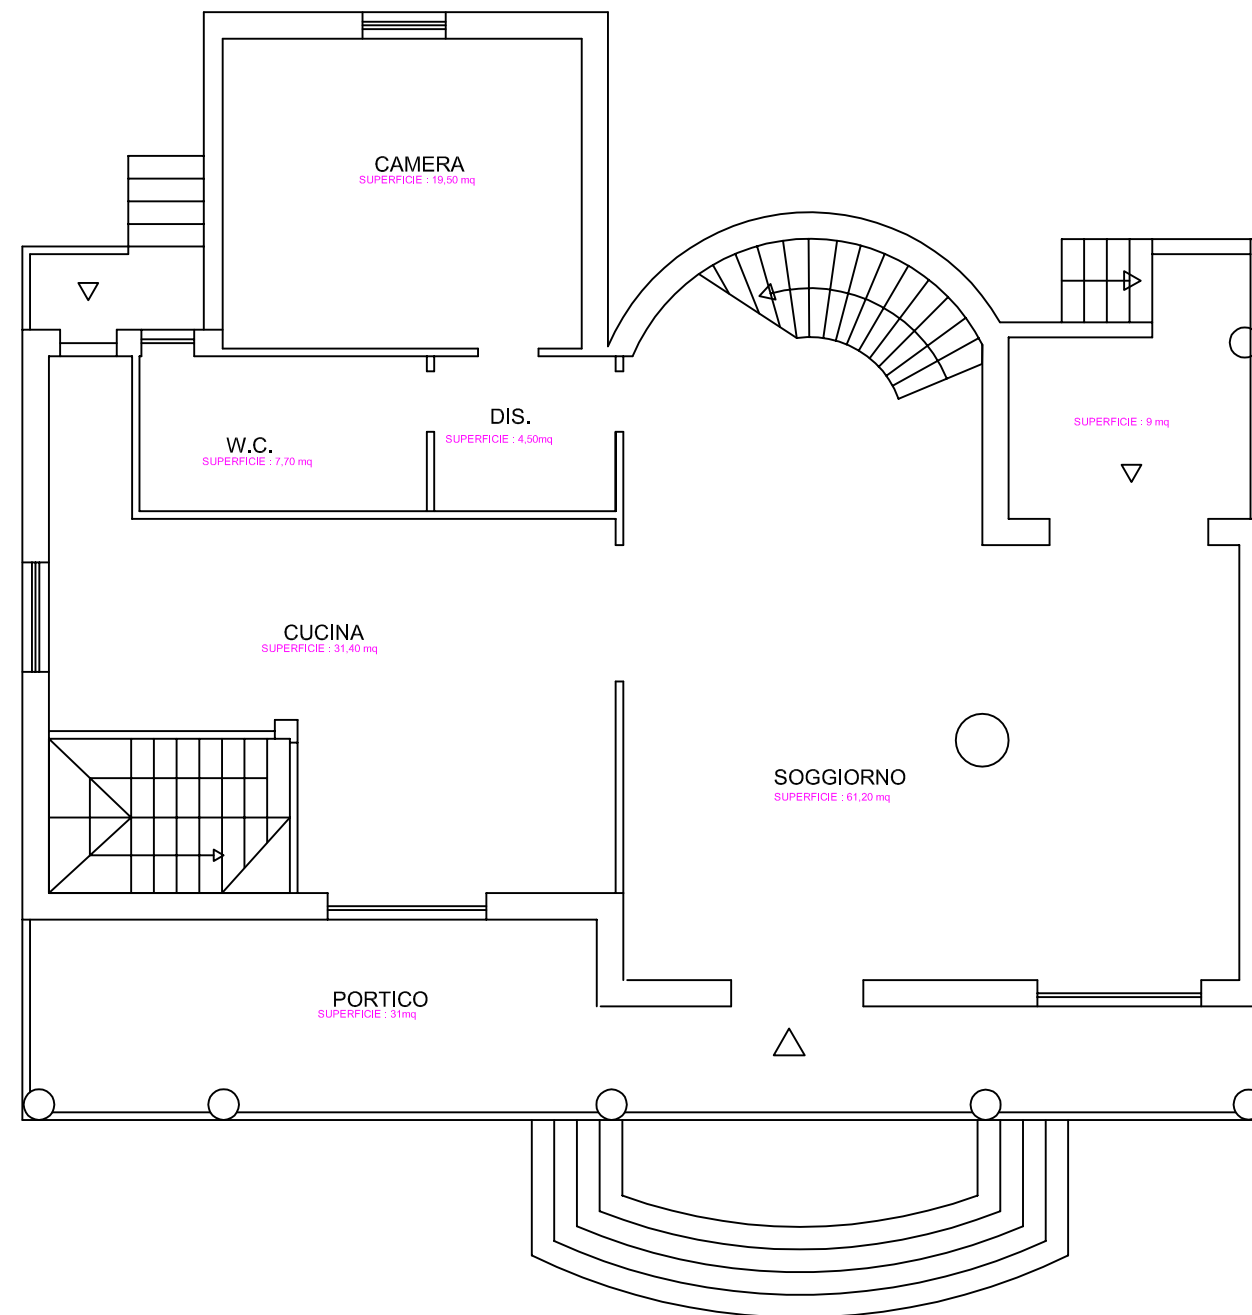 CAMERA
SUPERFICIE : 19,50 mq
DIS.
SUPERFICIE : 4,50mq
W.C.
SUPERFICIE : 7,70 mq
SUPERFICIE : 9 mq
CUCINA
SUPERFICIE : 31,40 mq
SOGGIORNO
SUPERFICIE : 61,20 mq
PORTICO
SUPERFICIE : 31mq